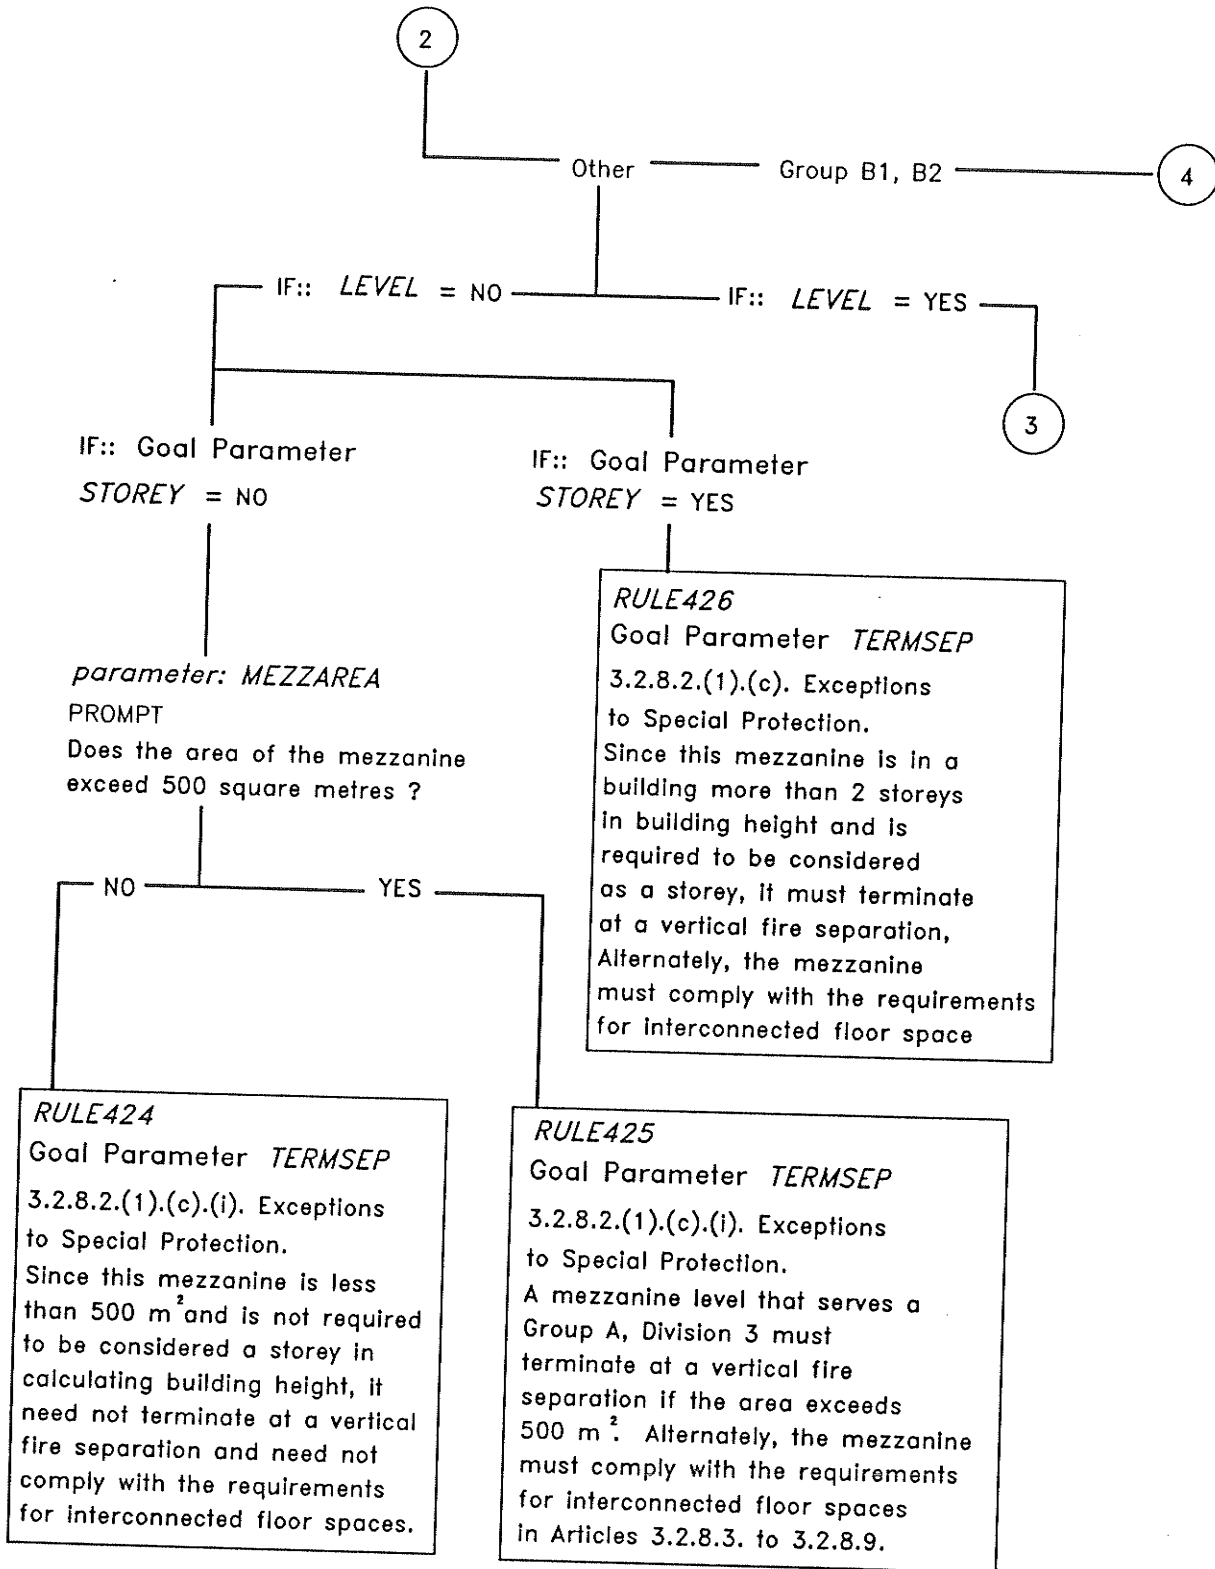 2
Other
Group B1, B2
4
IF:: LEVEL = NO
IF:: LEVEL = YES
3
IF:: Goal Parameter
STOREY = NO
IF:: Goal Parameter
STOREY = YES
parameter: MEZZAREA
PROMPT
Does the area of the mezzanine
exceed 500 square metres ?
NO
YES
RULE426
Goal Parameter TERMSEP
3.2.8.2.(1).(c). Exceptions
to Special Protection.
Since this mezzanine is in a
building more than 2 storeys
in building height and is
required to be considered
as a storey, it must terminate
at a vertical fire separation,
Alternately, the mezzanine
must comply with the requirements
for interconnected floor space
RULE424
Goal Parameter TERMSEP
3.2.8.2.(1).(c).(i). Exceptions
to Special Protection.
Since this mezzanine is less
than 500 m² and is not required
to be considered a storey in
calculating building height, it
need not terminate at a vertical
fire separation and need not
comply with the requirements
for interconnected floor spaces.
RULE425
Goal Parameter TERMSEP
3.2.8.2.(1).(c).(i). Exceptions
to Special Protection.
A mezzanine level that serves a
Group A, Division 3 must
terminate at a vertical fire
separation if the area exceeds
500 m². Alternately, the mezzanine
must comply with the requirements
for interconnected floor spaces
in Articles 3.2.8.3. to 3.2.8.9.